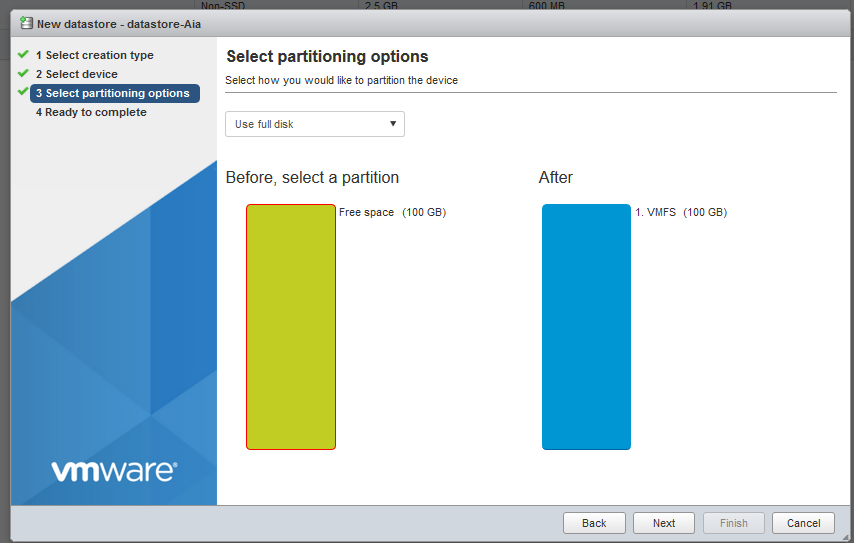 Non-SSD 2.5 GB 600 MB 1.91 GB
New datastore - datastore-Aia
1 Select creation type
2 Select device
3 Select partitioning options
4 Ready to complete
Select partitioning options
Select how you would like to partition the device
Use full disk
Before, select a partition
After
Free space (100 GB)
1. VMFS (100 GB)
vmware®
Back Next Finish Cancel